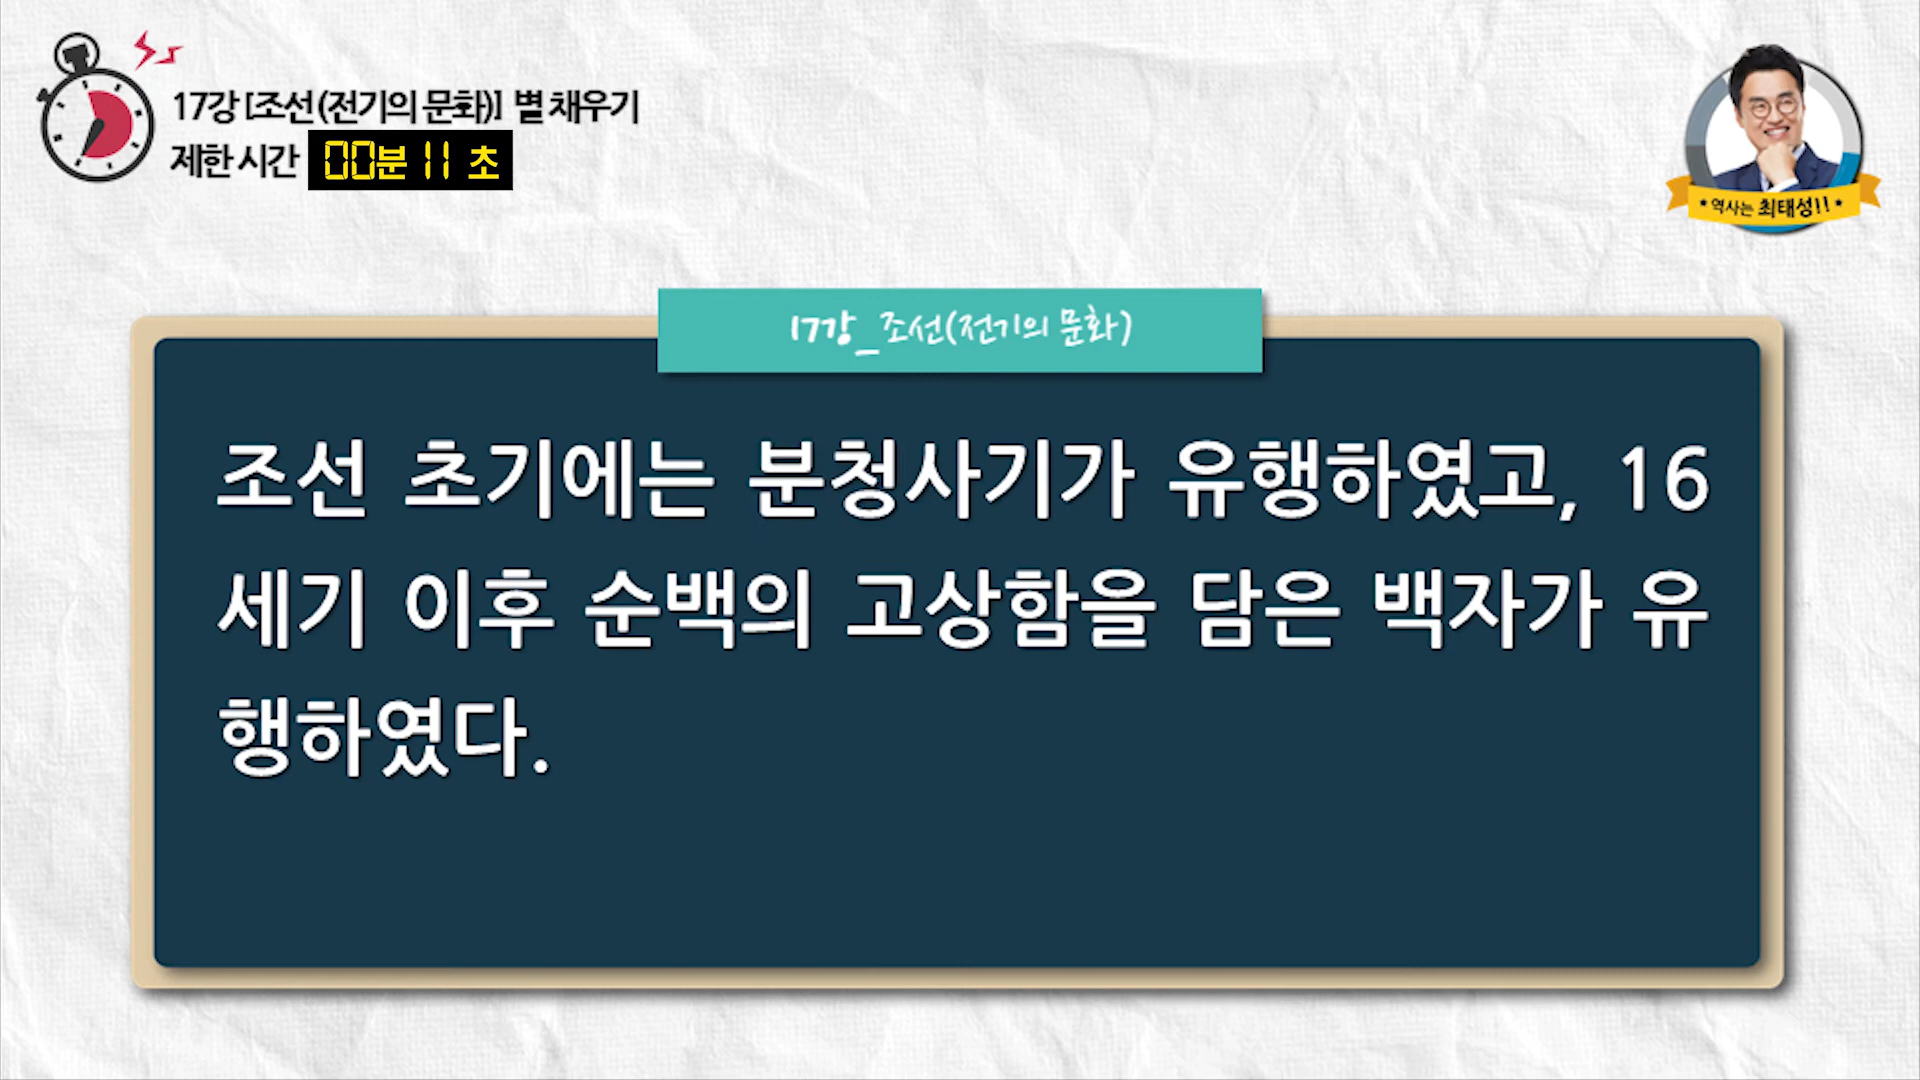 17강 [조선(전기의 문화)] 별 채우기
제한 시간 00분 11 초
* 역사는 최태성!! *
17강_조선(전기의 문화)
조선 초기에는 분청사기가 유행하였고, 16
세기 이후 순백의 고상함을 담은 백자가 유
행하였다.